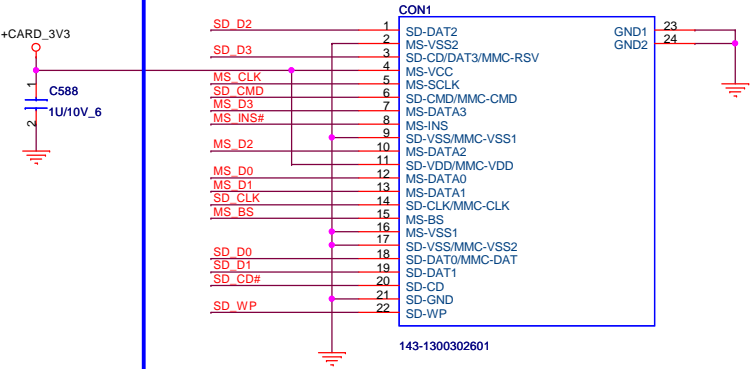 CON1
+CARD_3V3
SD_D2 1 SD-DAT2 GND1 23
2 MS-VSS2 GND2 24
SD_D3 3 SD-CD/DAT3/MMC-RSV
4 MS-VCC
MS_CLK 5 MS-SCLK
SD_CMD 6 SD-CMD/MMC-CMD
MS_D3 7 MS-DATA3
MS_INS# 8 MS-INS
9 SD-VSS/MMC-VSS1
MS_D2 10 MS-DATA2
11 SD-VDD/MMC-VDD
MS_D0 12 MS-DATA0
MS_D1 13 MS-DATA1
SD_CLK 14 SD-CLK/MMC-CLK
MS_BS 15 MS-BS
16 MS-VSS1
17 SD-VSS/MMC-VSS2
SD_D0 18 SD-DAT0/MMC-DAT
SD_D1 19 SD-DAT1
SD_CD# 20 SD-CD
21 SD-GND
SD_WP 22 SD-WP
1
C588
1U/10V_6
2
143-1300302601